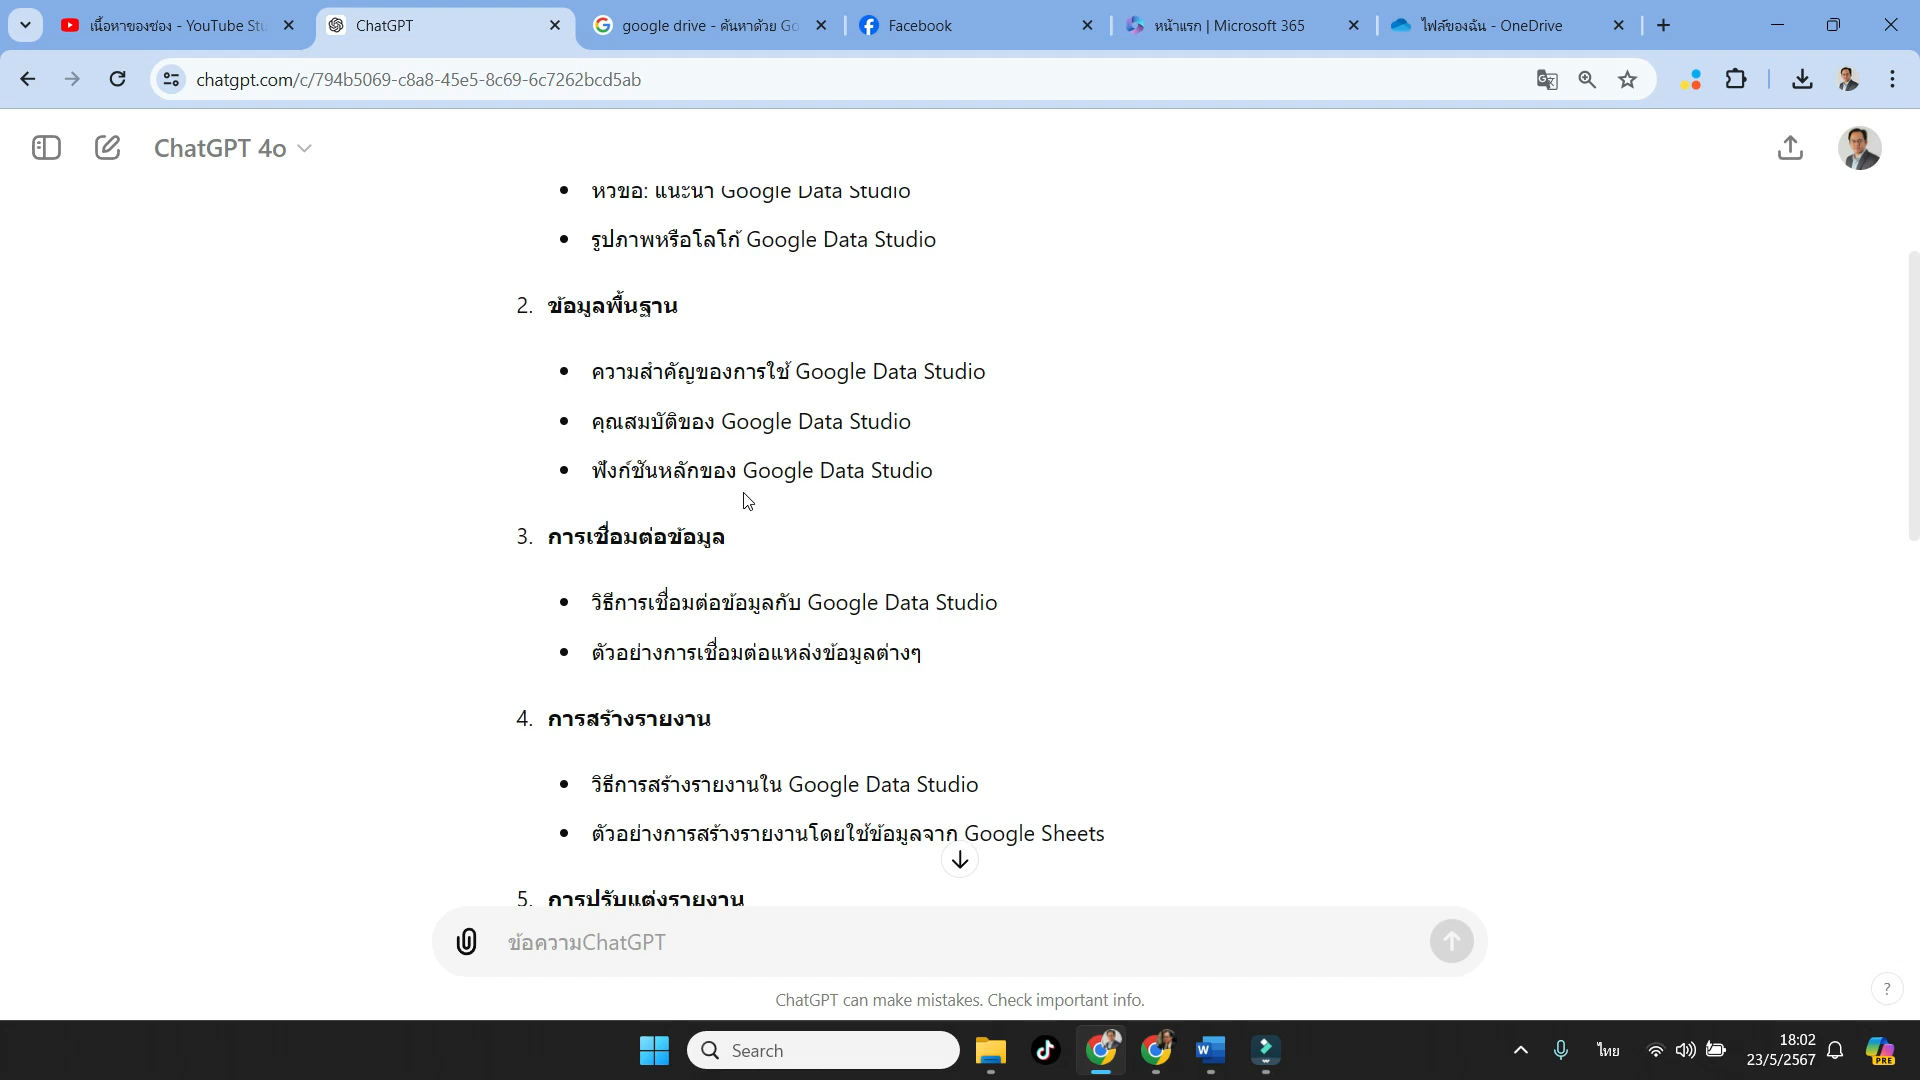 เนื้อหาของช่อง - YouTube Stu
ChatGPT
google drive - ค้นหาด้วย Go
Facebook
หน้าแรก | Microsoft 365
ไฟล์ของฉัน - OneDrive
chatgpt.com/c/794b5069-c8a8-45e5-8c69-6c7262bcd5ab
ChatGPT 4o
หัวข้อ: แนะนำ Google Data Studio
รูปภาพหรือโลโก้ Google Data Studio
2. ข้อมูลพื้นฐาน
ความสำคัญของการใช้ Google Data Studio
คุณสมบัติของ Google Data Studio
ฟังก์ชันหลักของ Google Data Studio
3. การเชื่อมต่อข้อมูล
วิธีการเชื่อมต่อข้อมูลกับ Google Data Studio
ตัวอย่างการเชื่อมต่อแหล่งข้อมูลต่างๆ
4. การสร้างรายงาน
วิธีการสร้างรายงานใน Google Data Studio
ตัวอย่างการสร้างรายงานโดยใช้ข้อมูลจาก Google Sheets
5. การปรับแต่งรายงาน
ข้อความChatGPT
ChatGPT can make mistakes. Check important info.
?
Search
ไทย
18:02
23/5/2567
PRE